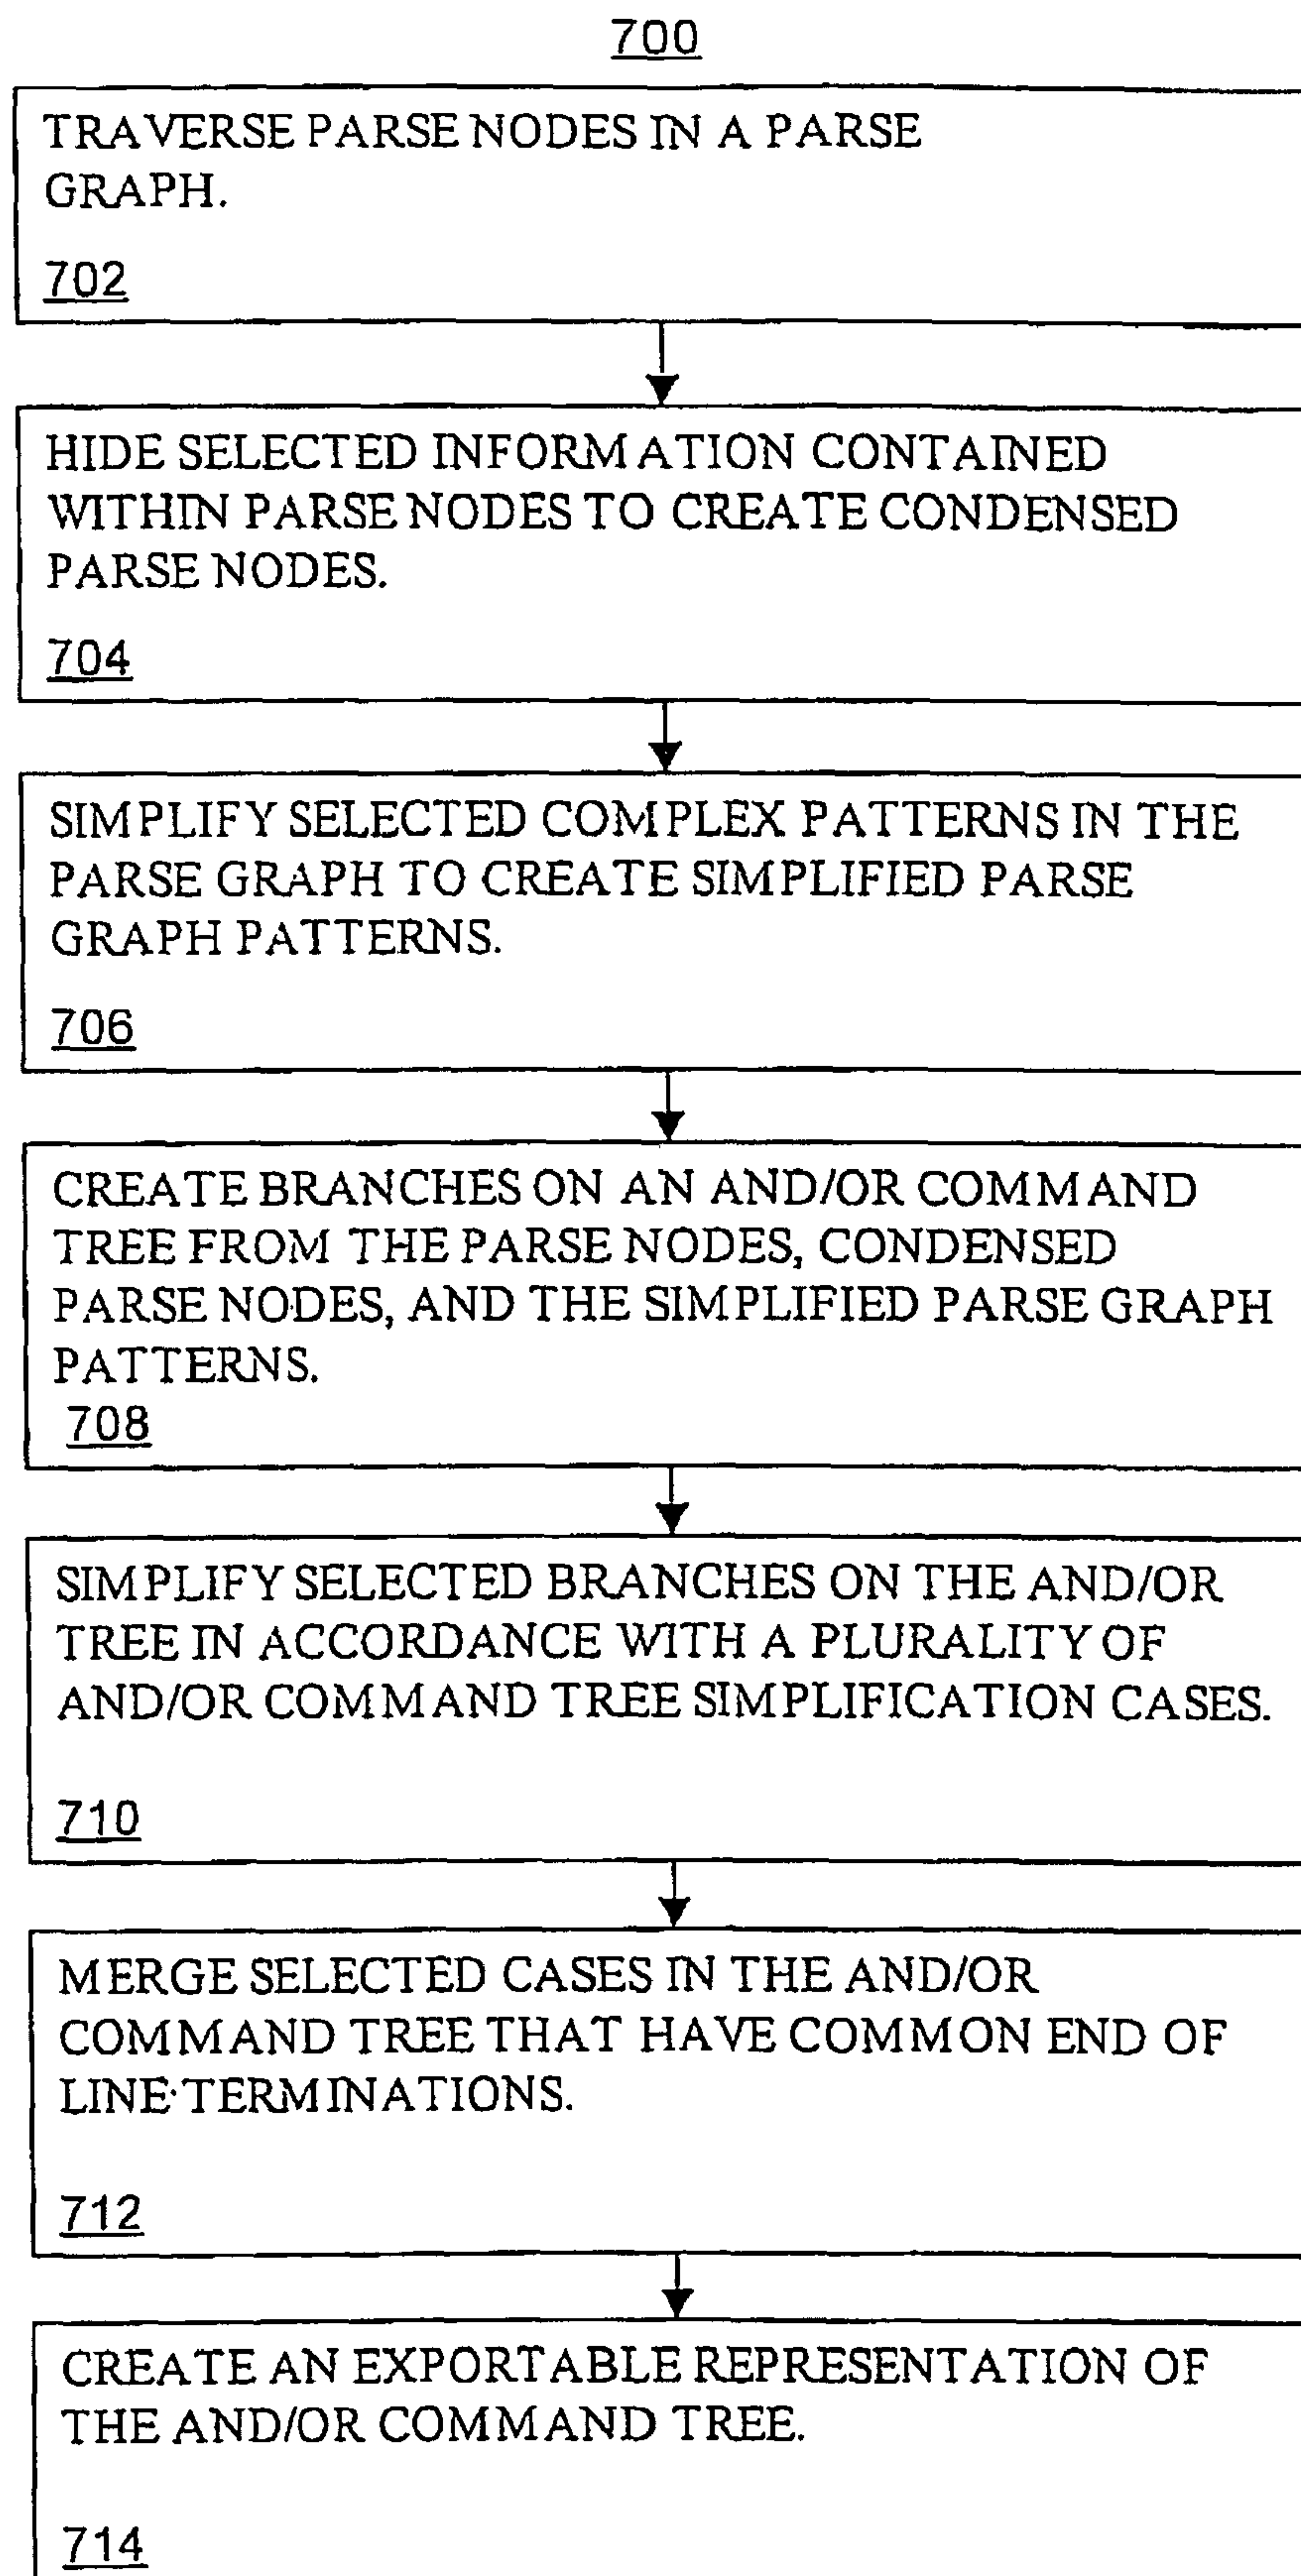 700
TRAVERSE PARSE NODES IN A PARSE
GRAPH.
702
HIDE SELECTED INFORMATION CONTAINED
WITHIN PARSE NODES TO CREATE CONDENSED
PARSE NODES.
704
SIMPLIFY SELECTED COMPLEX PATTERNS IN THE
PARSE GRAPH TO CREATE SIMPLIFIED PARSE
GRAPH PATTERNS.
706
CREATE BRANCHES ON AN AND/OR COMMAND
TREE FROM THE PARSE NODES, CONDENSED
PARSE NODES, AND THE SIMPLIFIED PARSE GRAPH
PATTERNS.
708
SIMPLIFY SELECTED BRANCHES ON THE AND/OR
TREE IN ACCORDANCE WITH A PLURALITY OF
AND/OR COMMAND TREE SIMPLIFICATION CASES.
710
MERGE SELECTED CASES IN THE AND/OR
COMMAND TREE THAT HAVE COMMON END OF
LINE TERMINATIONS.
712
CREATE AN EXPORTABLE REPRESENTATION OF
THE AND/OR COMMAND TREE.
714